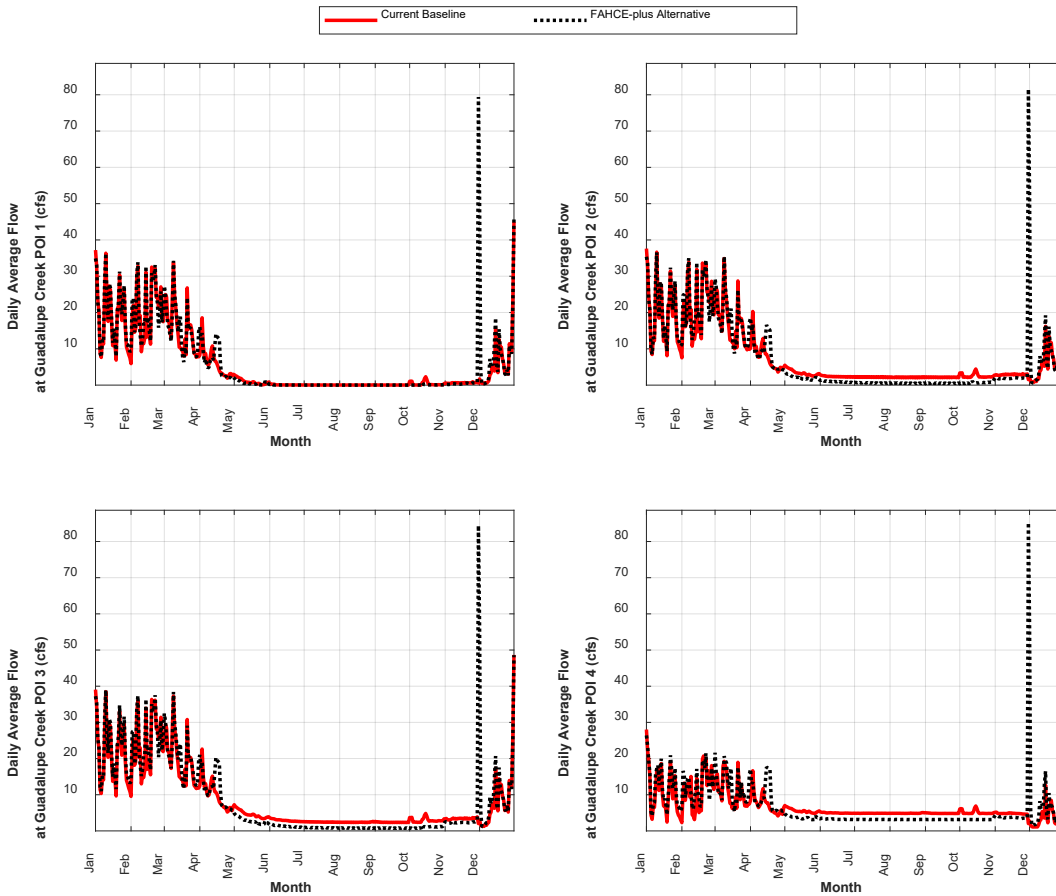 Current Baseline
FAHCE-plus Alternative
Daily Average Flow
at Guadalupe Creek POI 1 (cfs)
80
70
60
50
40
30
20
10
Jan
Feb
Mar
Apr
May
Jun
Jul
Aug
Sep
Oct
Nov
Dec
Month
Daily Average Flow
at Guadalupe Creek POI 2 (cfs)
80
70
60
50
40
30
20
10
Jan
Feb
Mar
Apr
May
Jun
Jul
Aug
Sep
Oct
Nov
Dec
Month
Daily Average Flow
at Guadalupe Creek POI 3 (cfs)
80
70
60
50
40
30
20
10
Jan
Feb
Mar
Apr
May
Jun
Jul
Aug
Sep
Oct
Nov
Dec
Month
Daily Average Flow
at Guadalupe Creek POI 4 (cfs)
80
70
60
50
40
30
20
10
Jan
Feb
Mar
Apr
May
Jun
Jul
Aug
Sep
Oct
Nov
Dec
Month